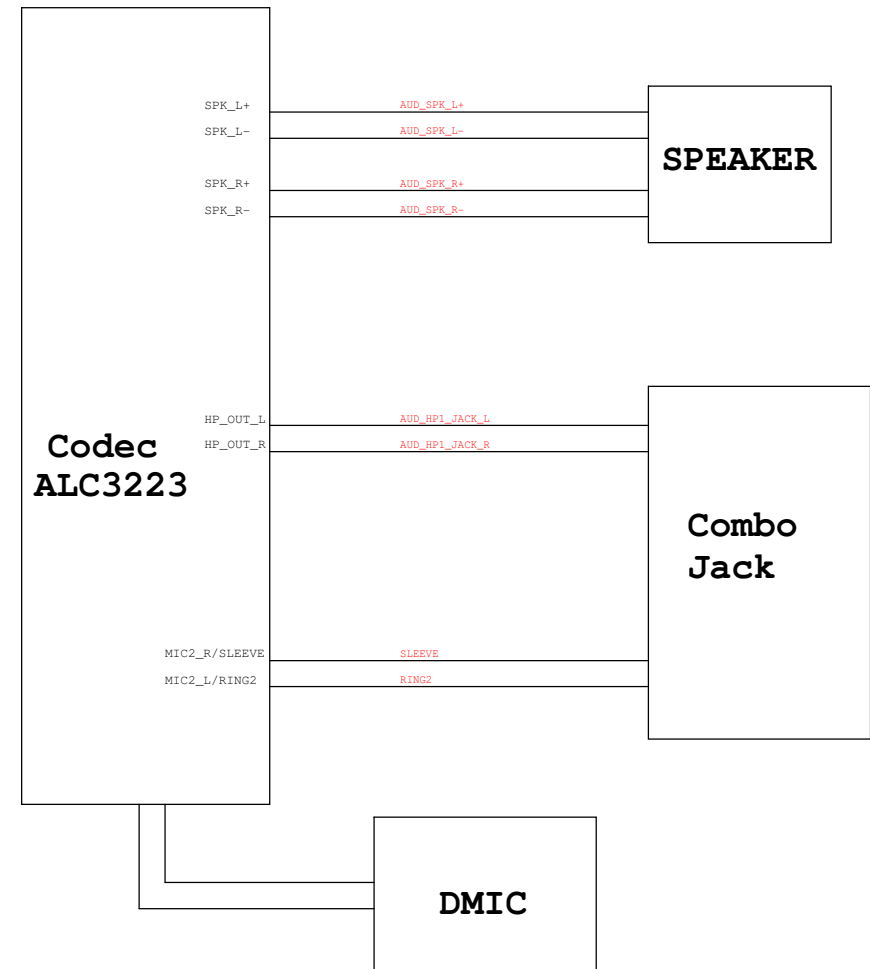 SPK_L+ AUD_SPK_L+
SPK_L- AUD_SPK_L-
SPEAKER
SPK_R+ AUD_SPK_R+
SPK_R- AUD_SPK_R-
HP_OUT_L AUD_HP1_JACK_L
HP_OUT_R AUD_HP1_JACK_R
Codec
ALC3223
Combo
Jack
MIC2_R/SLEEVE SLEEVE
MIC2_L/RING2 RING2
DMIC